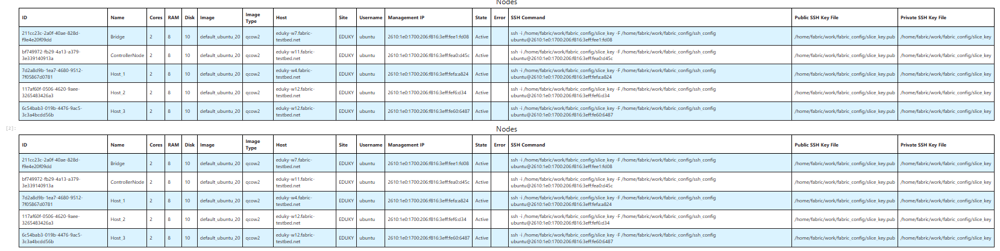 Nodes
ID Name Cores RAM Disk Image Image Type Host Site Username Management IP State Error SSH Command Public SSH Key File Private SSH Key File
211cc23c-2a0f-40ae-828d-f9e4e20f09dd Bridge 2 8 10 default_ubuntu_20 qcow2 eduky-w7.fabric-testbed.net EDUKY ubuntu 2610:1e0:1700:206:f816:3eff:fee1:fd08 Active ssh -i /home/fabric/work/fabric_config/slice_key -F /home/fabric/work/fabric_config/ssh_config ubuntu@2610:1e0:1700:206:f816:3eff:fee1:fd08 /home/fabric/work/fabric_config/slice_key.pub /home/fabric/work/fabric_config/slice_key
bf749972-fb29-4a13-a379-3e339140913a ControllerNode 2 8 10 default_ubuntu_20 qcow2 eduky-w11.fabric-testbed.net EDUKY ubuntu 2610:1e0:1700:206:f816:3eff:fea0:d45c Active ssh -i /home/fabric/work/fabric_config/slice_key -F /home/fabric/work/fabric_config/ssh_config ubuntu@2610:1e0:1700:206:f816:3eff:fea0:d45c /home/fabric/work/fabric_config/slice_key.pub /home/fabric/work/fabric_config/slice_key
7d2a8d9b-1ea7-4680-9512-7f05867d0781 Host_1 2 8 10 default_ubuntu_20 qcow2 eduky-w4.fabric-testbed.net EDUKY ubuntu 2610:1e0:1700:206:f816:3eff:fefa:a824 Active ssh -i /home/fabric/work/fabric_config/slice_key -F /home/fabric/work/fabric_config/ssh_config ubuntu@2610:1e0:1700:206:f816:3eff:fefa:a824 /home/fabric/work/fabric_config/slice_key.pub /home/fabric/work/fabric_config/slice_key
117af60f-0506-4620-9aee-3265483426a3 Host_2 2 8 10 default_ubuntu_20 qcow2 eduky-w12.fabric-testbed.net EDUKY ubuntu 2610:1e0:1700:206:f816:3eff:fef6:d34 Active ssh -i /home/fabric/work/fabric_config/slice_key -F /home/fabric/work/fabric_config/ssh_config ubuntu@2610:1e0:1700:206:f816:3eff:fef6:d34 /home/fabric/work/fabric_config/slice_key.pub /home/fabric/work/fabric_config/slice_key
6c54bab3-019b-4476-9ac5-3c3a4bcdd56b Host_3 2 8 10 default_ubuntu_20 qcow2 eduky-w12.fabric-testbed.net EDUKY ubuntu 2610:1e0:1700:206:f816:3eff:fe60:6487 Active ssh -i /home/fabric/work/fabric_config/slice_key -F /home/fabric/work/fabric_config/ssh_config ubuntu@2610:1e0:1700:206:f816:3eff:fe60:6487 /home/fabric/work/fabric_config/slice_key.pub /home/fabric/work/fabric_config/slice_key
[2]:
Nodes
ID Name Cores RAM Disk Image Image Type Host Site Username Management IP State Error SSH Command Public SSH Key File Private SSH Key File
211cc23c-2a0f-40ae-828d-f9e4e20f09dd Bridge 2 8 10 default_ubuntu_20 qcow2 eduky-w7.fabric-testbed.net EDUKY ubuntu 2610:1e0:1700:206:f816:3eff:fee1:fd08 Active ssh -i /home/fabric/work/fabric_config/slice_key -F /home/fabric/work/fabric_config/ssh_config ubuntu@2610:1e0:1700:206:f816:3eff:fee1:fd08 /home/fabric/work/fabric_config/slice_key.pub /home/fabric/work/fabric_config/slice_key
bf749972-fb29-4a13-a379-3e339140913a ControllerNode 2 8 10 default_ubuntu_20 qcow2 eduky-w11.fabric-testbed.net EDUKY ubuntu 2610:1e0:1700:206:f816:3eff:fea0:d45c Active ssh -i /home/fabric/work/fabric_config/slice_key -F /home/fabric/work/fabric_config/ssh_config ubuntu@2610:1e0:1700:206:f816:3eff:fea0:d45c /home/fabric/work/fabric_config/slice_key.pub /home/fabric/work/fabric_config/slice_key
7d2a8d9b-1ea7-4680-9512-7f05867d0781 Host_1 2 8 10 default_ubuntu_20 qcow2 eduky-w4.fabric-testbed.net EDUKY ubuntu 2610:1e0:1700:206:f816:3eff:fefa:a824 Active ssh -i /home/fabric/work/fabric_config/slice_key -F /home/fabric/work/fabric_config/ssh_config ubuntu@2610:1e0:1700:206:f816:3eff:fefa:a824 /home/fabric/work/fabric_config/slice_key.pub /home/fabric/work/fabric_config/slice_key
117af60f-0506-4620-9aee-3265483426a3 Host_2 2 8 10 default_ubuntu_20 qcow2 eduky-w12.fabric-testbed.net EDUKY ubuntu 2610:1e0:1700:206:f816:3eff:fef6:d34 Active ssh -i /home/fabric/work/fabric_config/slice_key -F /home/fabric/work/fabric_config/ssh_config ubuntu@2610:1e0:1700:206:f816:3eff:fef6:d34 /home/fabric/work/fabric_config/slice_key.pub /home/fabric/work/fabric_config/slice_key
6c54bab3-019b-4476-9ac5-3c3a4bcdd56b Host_3 2 8 10 default_ubuntu_20 qcow2 eduky-w12.fabric-testbed.net EDUKY ubuntu 2610:1e0:1700:206:f816:3eff:fe60:6487 Active ssh -i /home/fabric/work/fabric_config/slice_key -F /home/fabric/work/fabric_config/ssh_config ubuntu@2610:1e0:1700:206:f816:3eff:fe60:6487 /home/fabric/work/fabric_config/slice_key.pub /home/fabric/work/fabric_config/slice_key